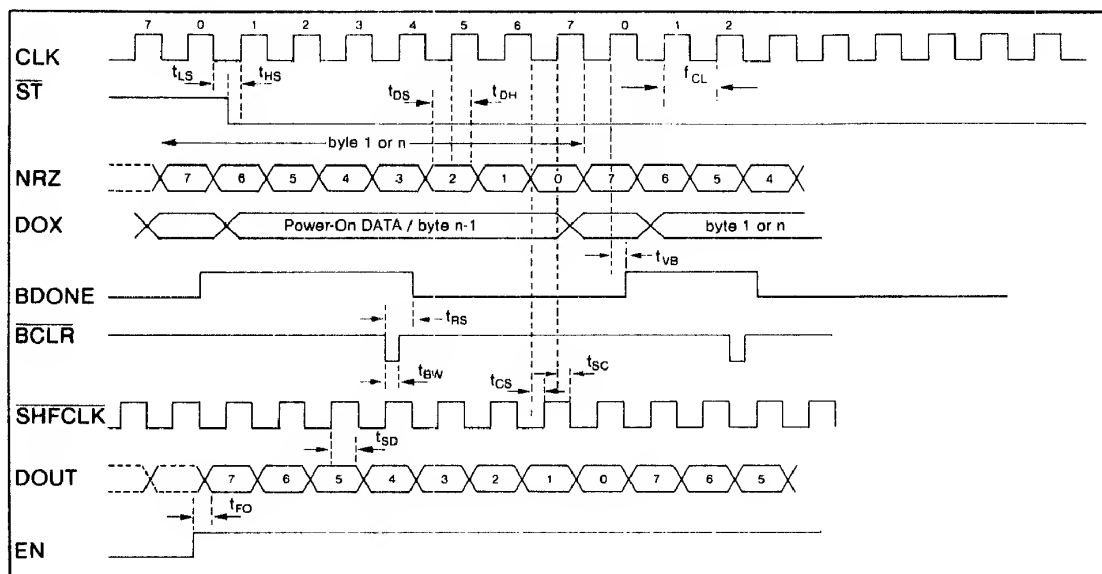 7 0 1 2 3 4 5 6 7 0 1 2
CLK
tLS tHS fCL
ST
tDS tDH
byle 1 or n
NRZ 7 6 5 4 3 2 1 0 7 6 5 4
DOX Power-On DATA / byte n-1 byte 1 or n
tVB
BDONE
tRS
BCLR
tBW tCS tSC
SHFCLK
tSD
DOUT 7 6 5 4 3 2 1 0 7 6 5
tFO
EN